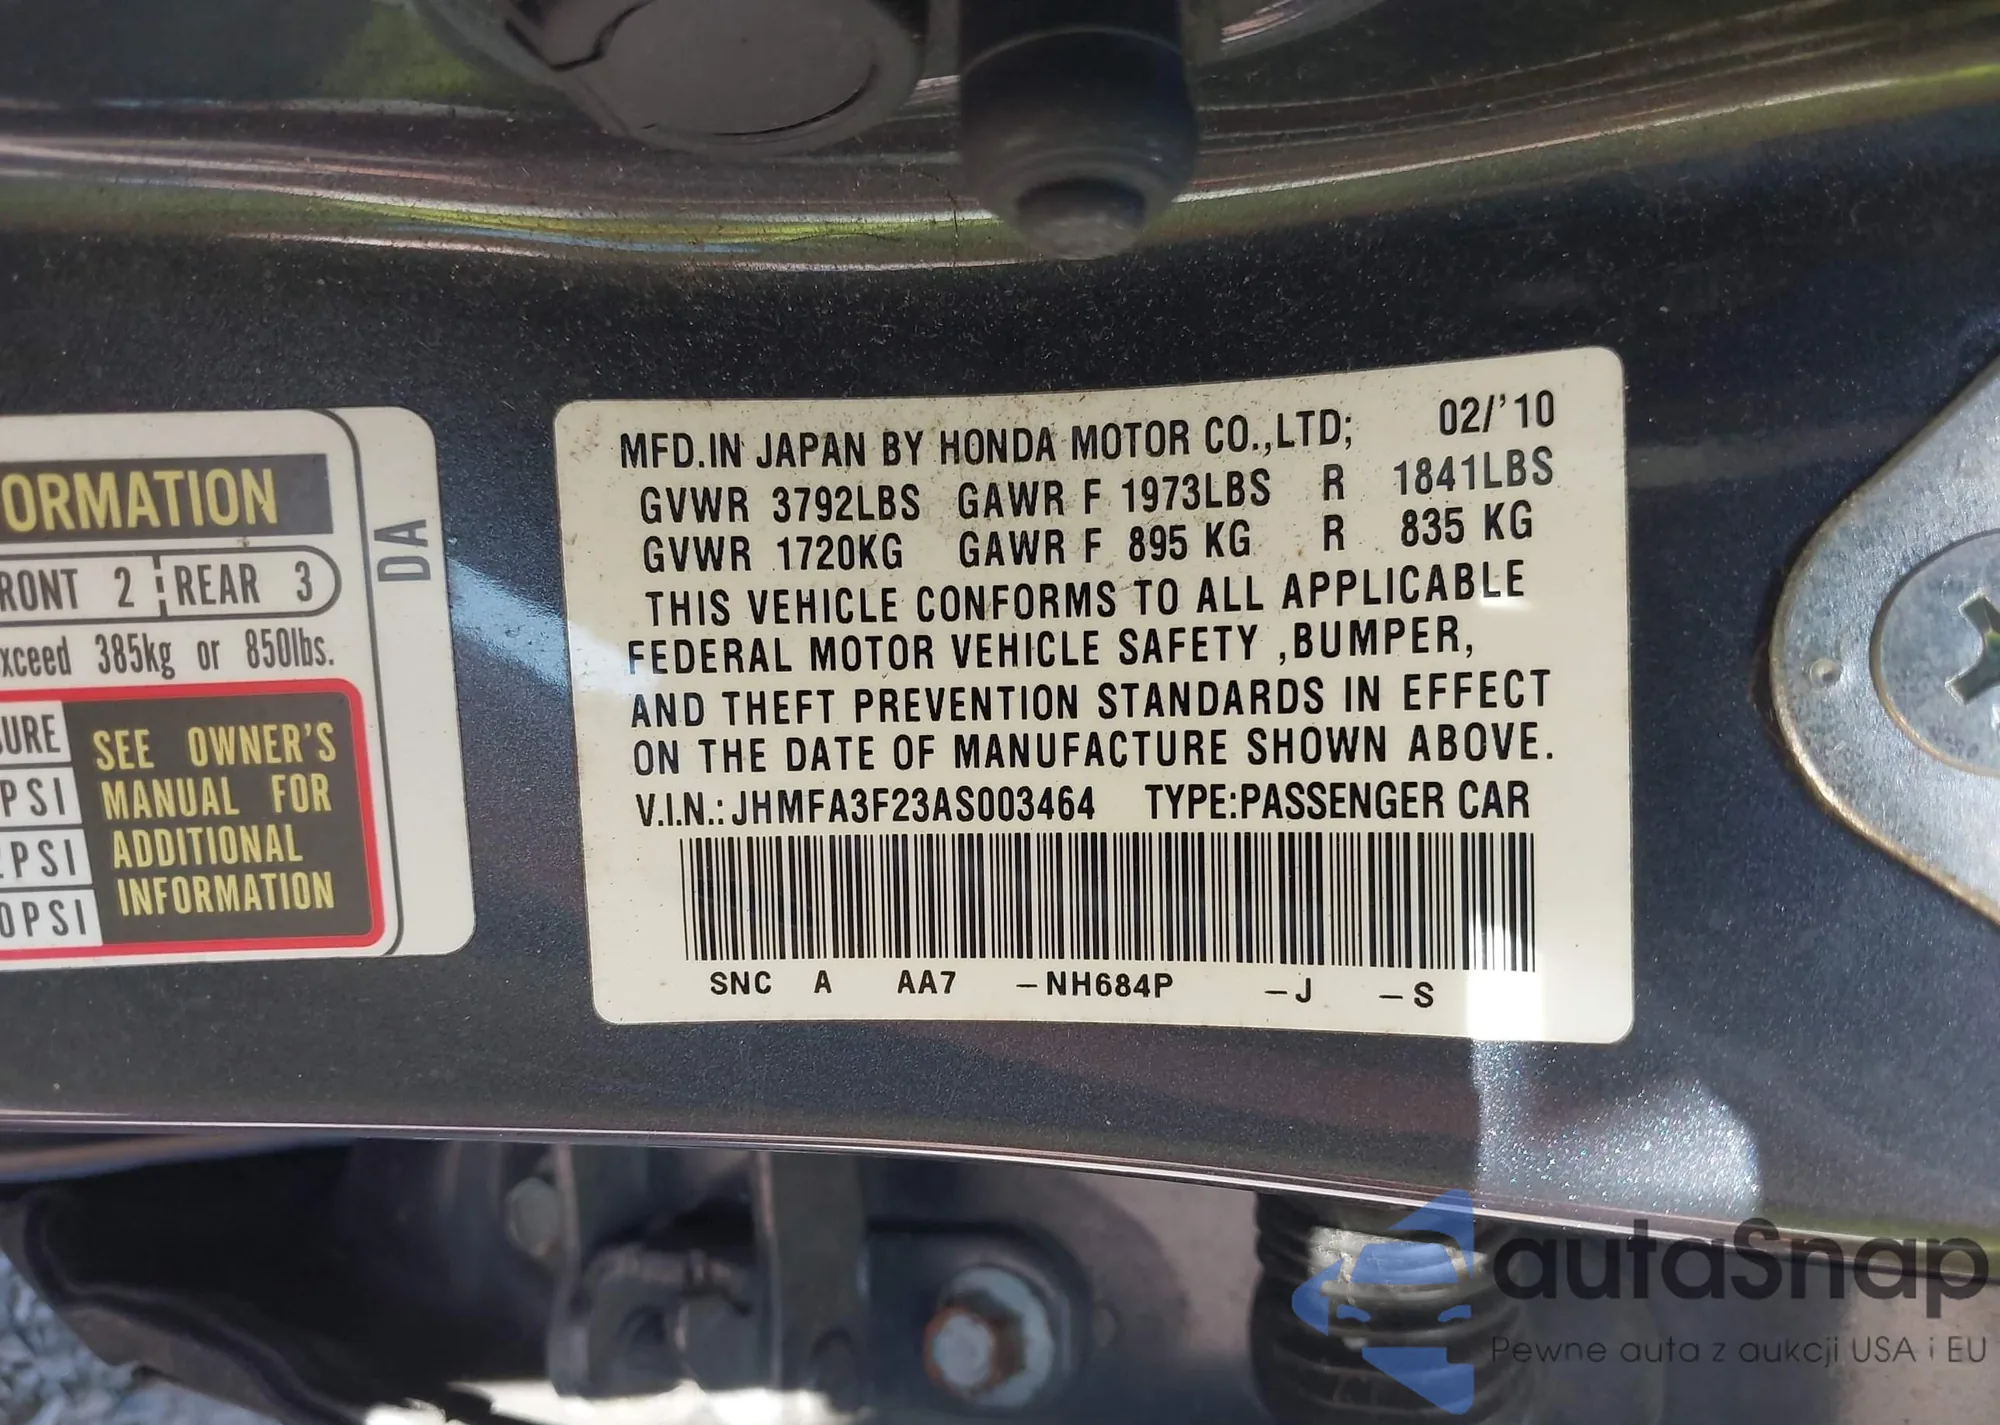 ORMATION
RONT 2 REAR 3
xceed 385kg or 850lbs.
URE
PSI
PSI
0PSI
SEE OWNER'S
MANUAL FOR
ADDITIONAL
INFORMATION
DA
MFD.IN JAPAN BY HONDA MOTOR CO.,LTD; 02/'10
GVWR 3792LBS GAWR F 1973LBS R 1841LBS
GVWR 1720KG GAWR F 895 KG R 835 KG
THIS VEHICLE CONFORMS TO ALL APPLICABLE
FEDERAL MOTOR VEHICLE SAFETY ,BUMPER,
AND THEFT PREVENTION STANDARDS IN EFFECT
ON THE DATE OF MANUFACTURE SHOWN ABOVE.
V.I.N.: JHMFA3F23AS003464 TYPE:PASSENGER CAR
SNC A AA7 -NH684P -J -S
autaSnap
Pewne auta z aukcji USA i EU